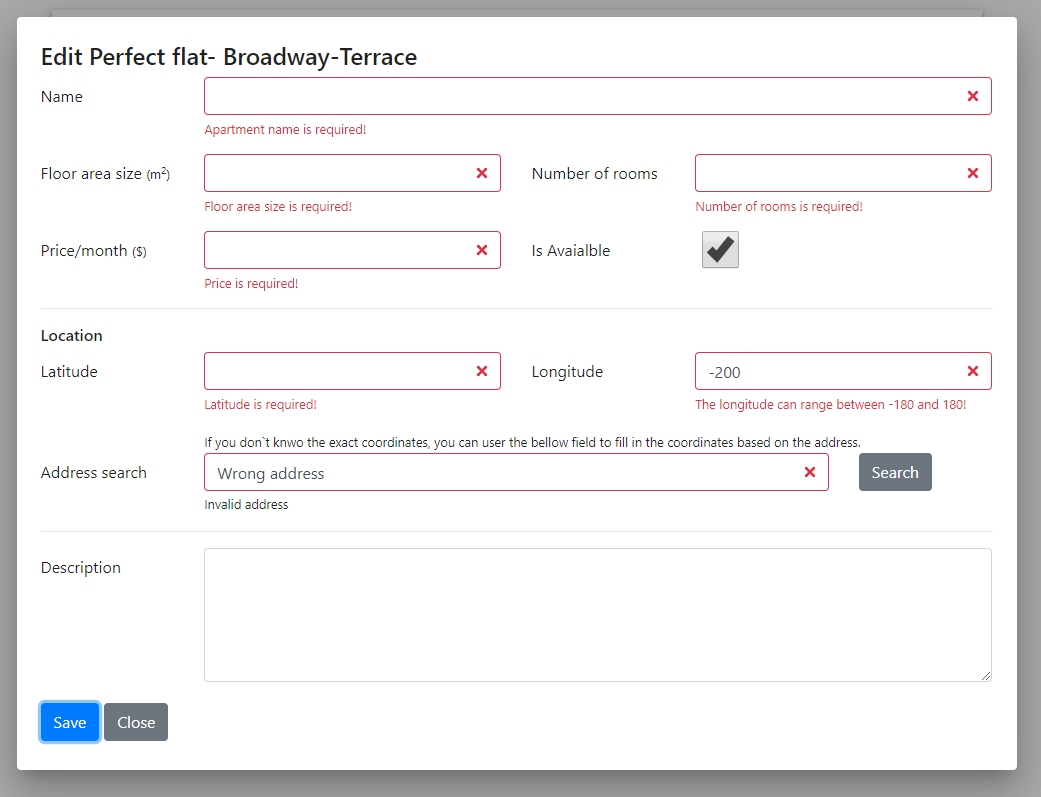 Edit Perfect flat- Broadway-Terrace
Name
Apartment name is required!
Floor area size (m²)
Number of rooms
Floor area size is required!
Number of rooms is required!
Price/month ($)
Is Avaialble
Price is required!
Location
Latitude
Longitude
-200
Latitude is required!
The longitude can range between -180 and 180!
If you don`t knwo the exact coordinates, you can user the bellow field to fill in the coordinates based on the address.
Address search
Wrong address
Search
Invalid address
Description
Save
Close